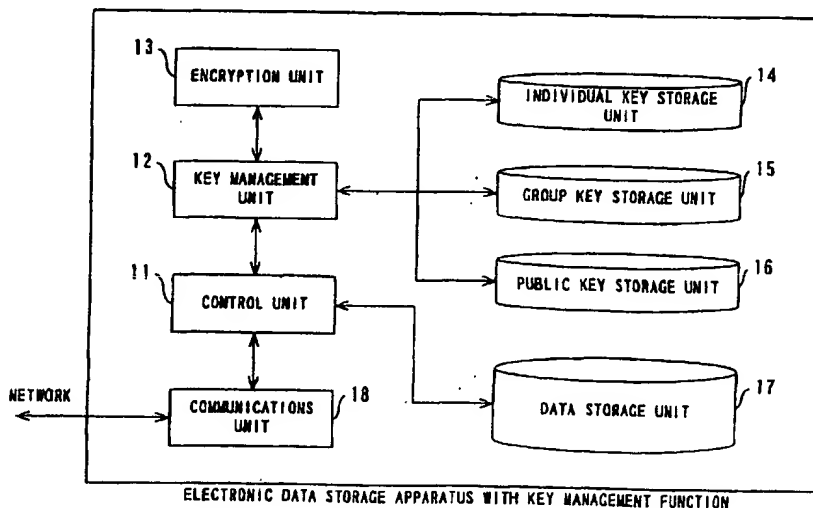 13
ENCRYPTION UNIT
14
INDIVIDUAL KEY STORAGE
UNIT
12
KEY MANAGEMENT
UNIT
15
GROUP KEY STORAGE UNIT
11
CONTROL UNIT
16
PUBLIC KEY STORAGE UNIT
NETWORK
COMMUNICATIONS
UNIT
18
DATA STORAGE UNIT
17
ELECTRONIC DATA STORAGE APPARATUS WITH KEY MANAGEMENT FUNCTION